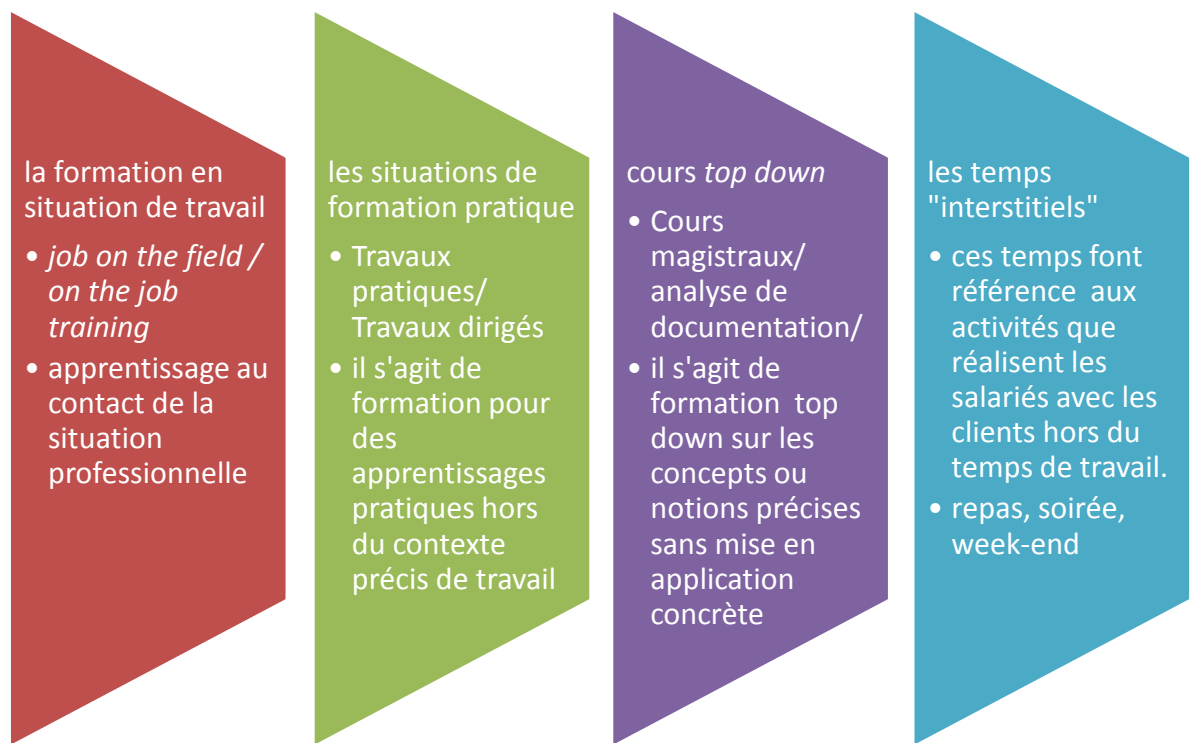 la formation en
situation de travail
• job on the field /
on the job
training
• apprentissage au
contact de la
situation
professionnelle
les situations de
formation pratique
• Travaux
pratiques/
Travaux dirigés
• il s'agit de
formation pour
des
apprentissages
pratiques hors
du contexte
précis de travail
cours top down
• Cours
magistraux/
analyse de
documentation/
• il s'agit de
formation  top
down sur les
concepts ou
notions précises
sans mise en
application
concrète
les temps
"interstitiels"
• ces temps font
référence  aux
activités que
réalisent les
salariés avec les
clients hors du
temps de travail.
• repas, soirée,
week-end